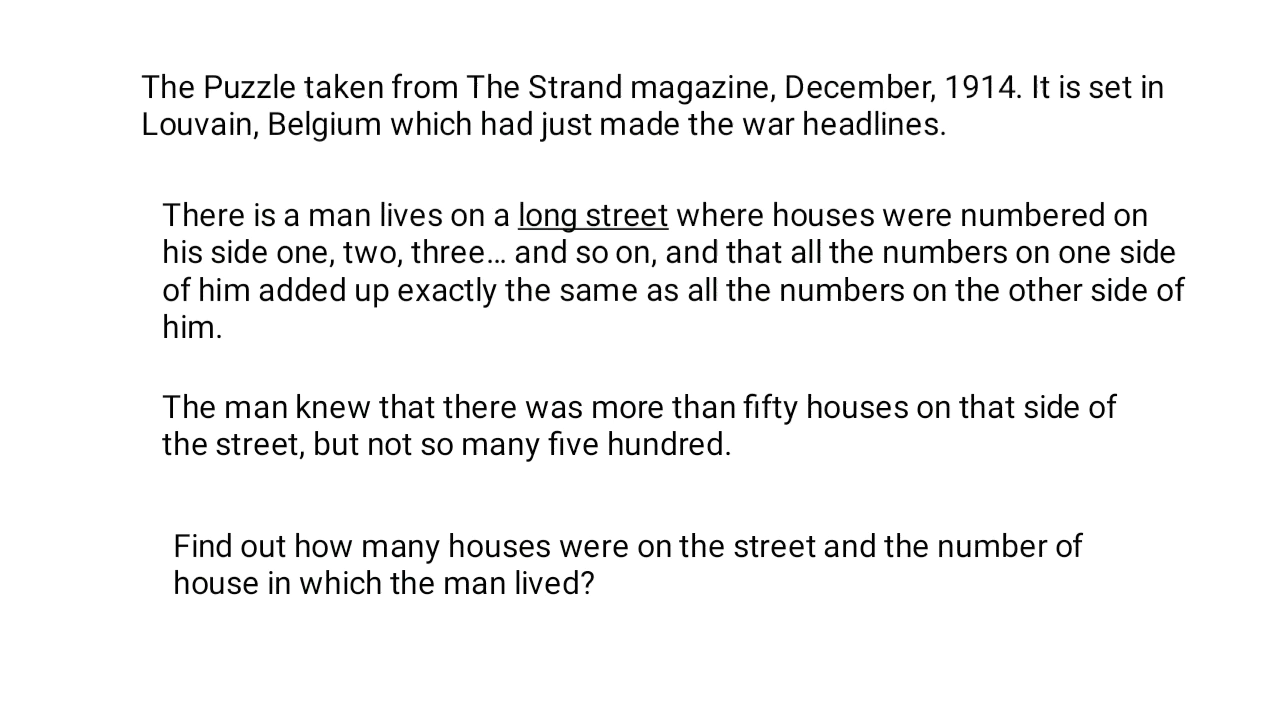 The Puzzle taken from The Strand magazine, December, 1914. It is set in
Louvain, Belgium which had just made the war headlines.
There is a man lives on a long street where houses were numbered on
his side one, two, three… and so on, and that all the numbers on one side
of him added up exactly the same as all the numbers on the other side of
him.
The man knew that there was more than fifty houses on that side of
the street, but not so many five hundred.
Find out how many houses were on the street and the number of
house in which the man lived?